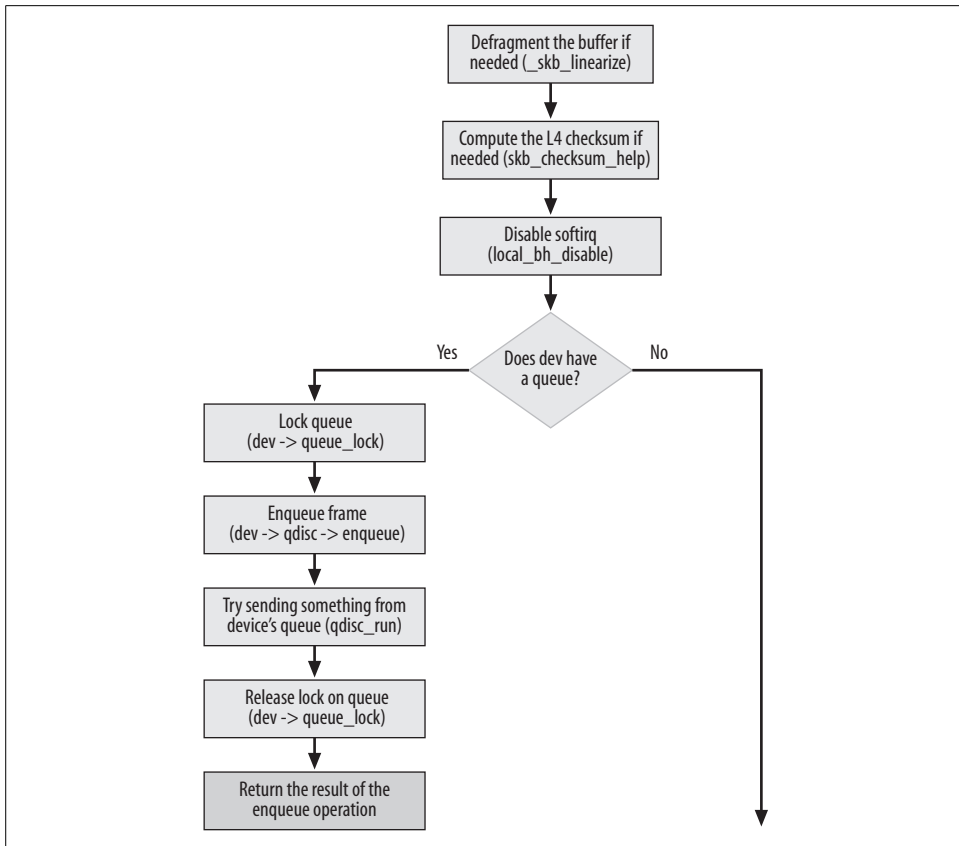 Defragment the buffer if
needed (_skb_linearize)
Compute the L4 checksum if
needed (skb_checksum_help)
Disable softirq
(local_bh_disable)
Does dev have
a queue?
Yes
No
Lock queue
(dev -> queue_lock)
Enqueue frame
(dev -> qdisc -> enqueue)
Try sending something from
device’s queue (qdisc_run)
Release lock on queue
(dev -> queue_lock)
Return the result of the
enqueue operation